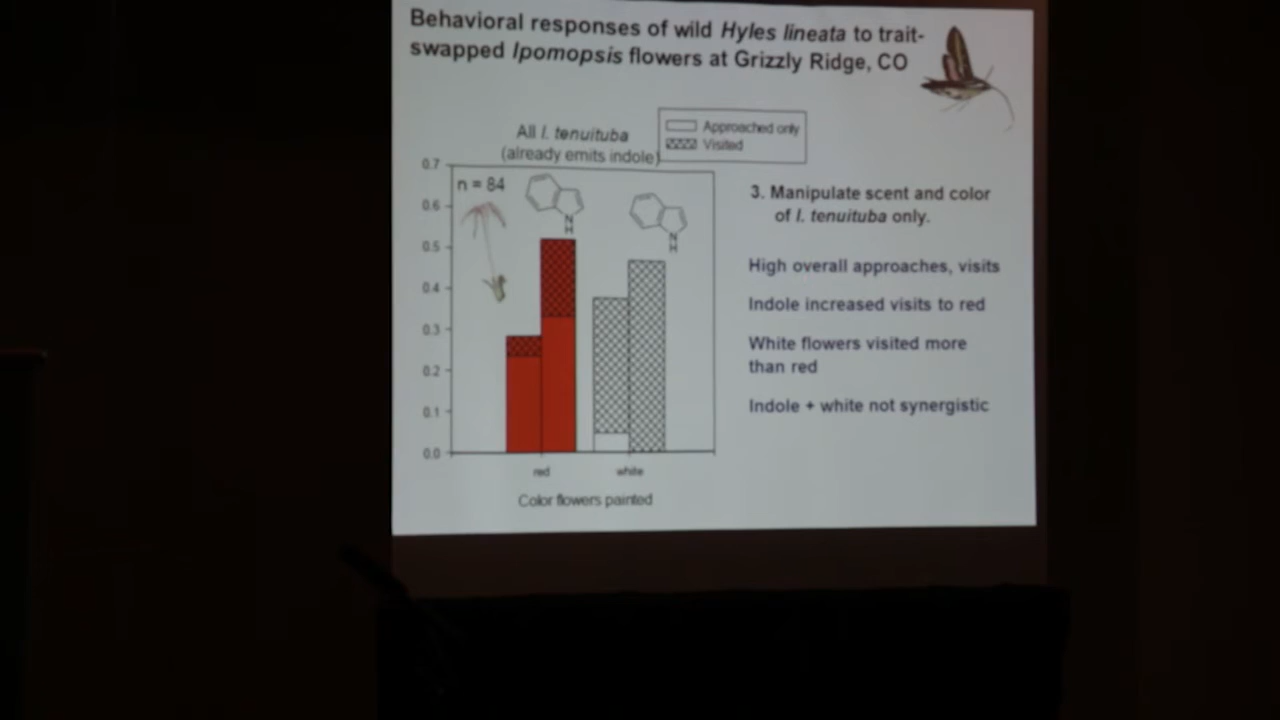 Behavioral responses of wild Hyles lineata to trait-
swapped Ipomopsis flowers at Grizzly Ridge, CO
All I. tenuituba
(already emits indole)
Approached only
Visited
n = 84
0.7
0.6
0.5
0.4
0.3
0.2
0.1
0.0
N
H
N
H
red
white
Color flowers painted
3. Manipulate scent and color
of I. tenuituba only.
High overall approaches, visits
Indole increased visits to red
White flowers visited more
than red
Indole + white not synergistic